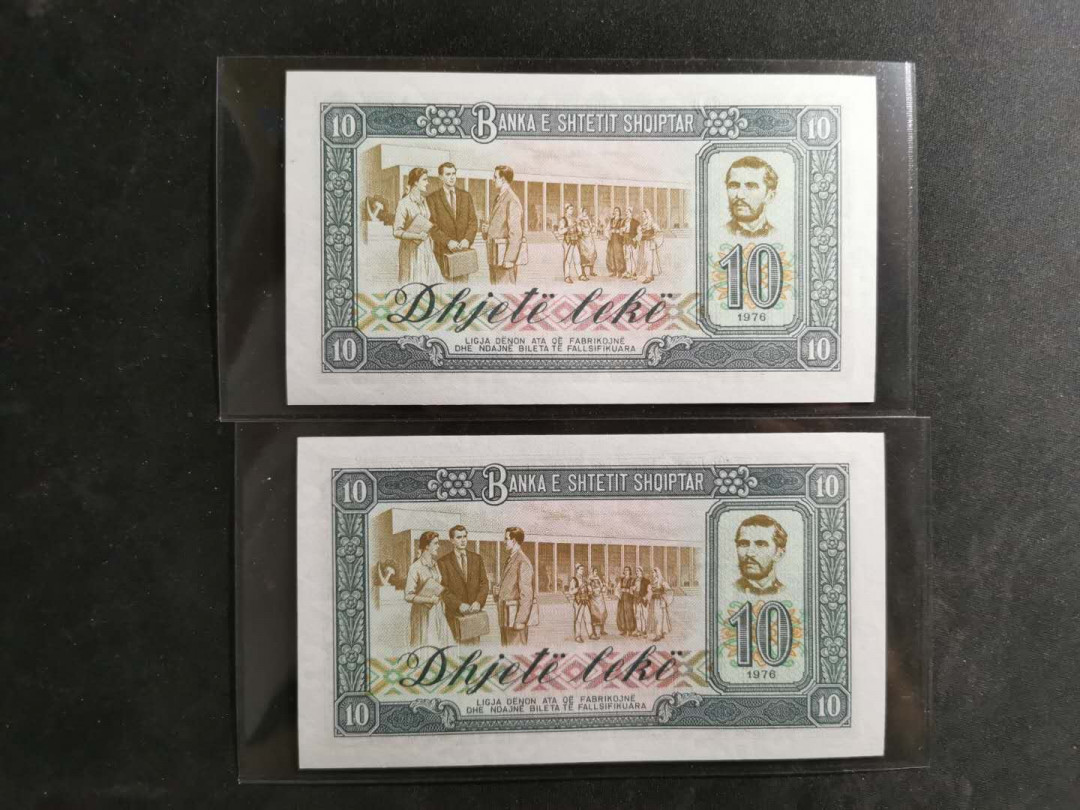 10 BANKA E SHTETIT SHQIPTAR 10
Dhjetë lekë
10
1976
LIGJA DËNON ATA QË FABRIKOJNË
DHE NDAJNË BILETA TË FALLSIFIKUARA
10 10
10 BANKA E SHTETIT SHQIPTAR 10
Dhjetë lekë
10
1976
LIGJA DËNON ATA QË FABRIKOJNË
DHE NDAJNË BILETA TË FALLSIFIKUARA
10 10